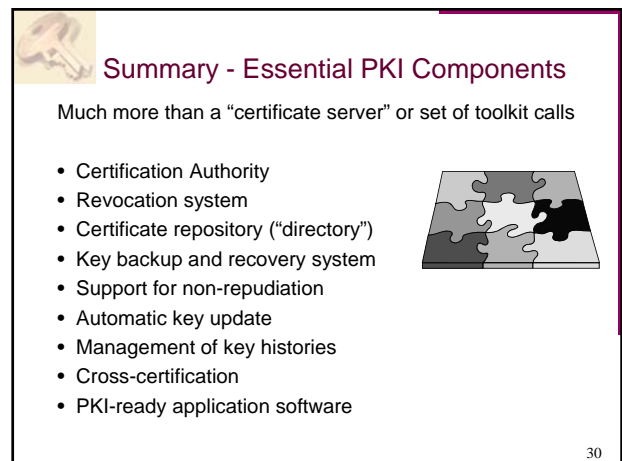 Summary - Essential PKI Components
Much more than a “certificate server” or set of toolkit calls
• Certification Authority
• Revocation system
• Certificate repository (“directory”)
• Key backup and recovery system
• Support for non-repudiation
• Automatic key update
• Management of key histories
• Cross-certification
• PKI-ready application software
30